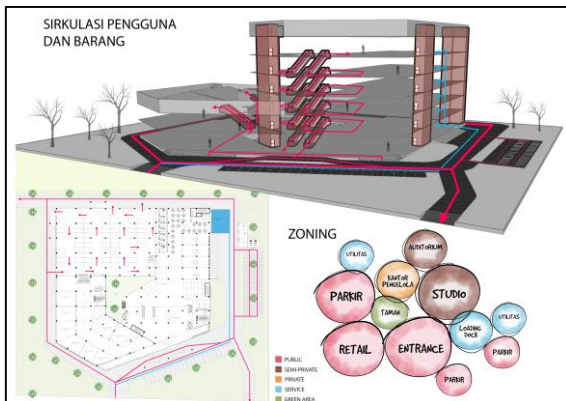 SIRKULASI PENGGUNA
DAN BARANG
ZONING
UTILITAS
AUDITORIUM
KANTOR
PENGELOLA
PARKIR
STUDIO
TAMAN
UTILITAS
LOADING
DOCK
RETAIL
ENTRANCE
PARKIR
PARKIR
PUBLIC
SEMI-PRIVATE
PRIVATE
SERVICE
GREEN AREA